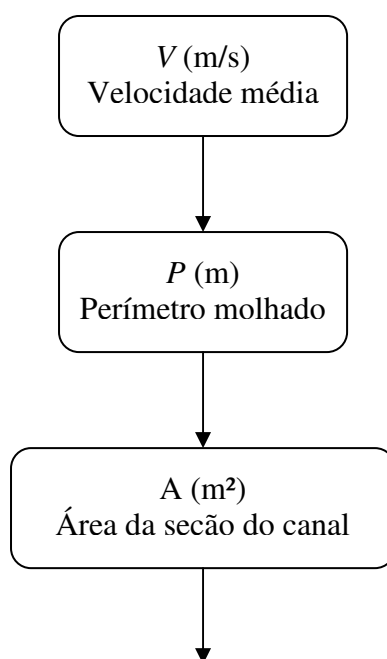 V (m/s)
Velocidade média
P (m)
Perímetro molhado
A (m²)
Área da secão do canal